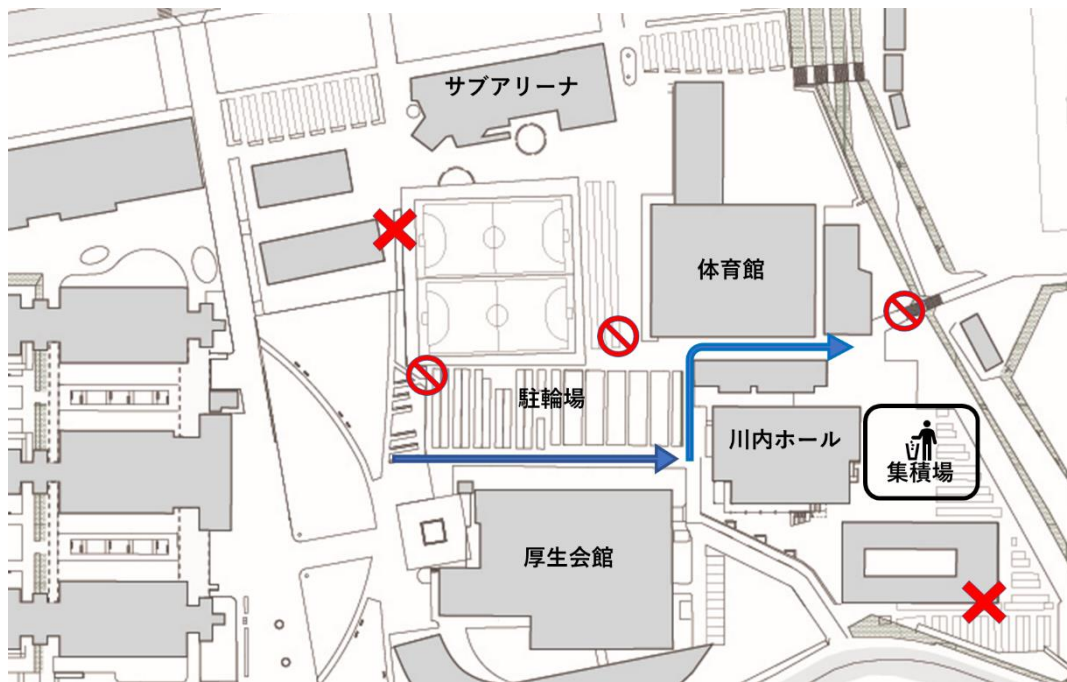 サブアリーナ
体育館
駐輪場
川内ホール
集積場
厚生会館